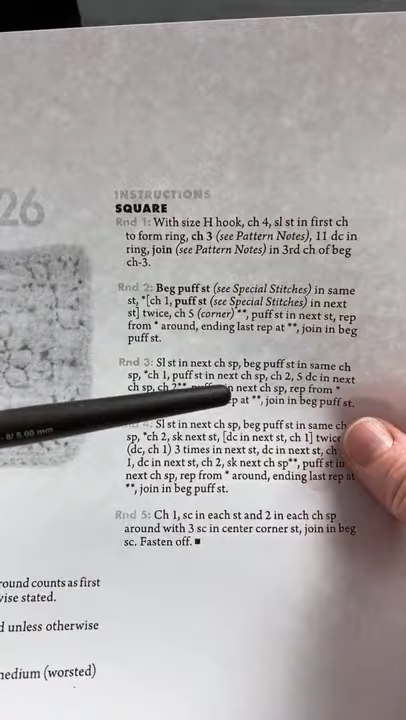 26
INSTRUCTIONS
SQUARE
Rnd 1: With size H hook, ch 4, sl st in first ch
to form ring, ch 3 (see Pattern Notes), 11 dc in
ring, join (see Pattern Notes) in 3rd ch of beg
ch-3.
Rnd 2: Beg puff st (see Special Stitches) in same
st, *[ch 1, puff st (see Special Stitches) in next
st] twice, ch 5 (corner)**, puff st in next st, rep
from * around, ending last rep at **, join in beg
puff st.
Rnd 3: Sl st in next ch sp, beg puff st in same ch
sp, *ch 1, puff st in next ch sp, ch 2, 5 dc in next
ch sp, ch 2**, in next ch sp, rep from *
at **, join in beg puff st.
Sl st in next ch sp, beg puff st in same ch
sp, *ch 2, sk next st, [dc in next st, ch 1] twice
(dc, ch 1) 3 times in next st, dc in next st, ch
1, dc in next st, ch 2, sk next ch sp**, puff st in
next ch sp, rep from * around, ending last rep at
**, join in beg puff st.
Rnd 5: Ch 1, sc in each st and 2 in each ch sp
around with 3 sc in center corner st, join in beg
sc. Fasten off. ■
round counts as first
wise stated.
d unless otherwise
medium (worsted)
8/ 5.00 mm